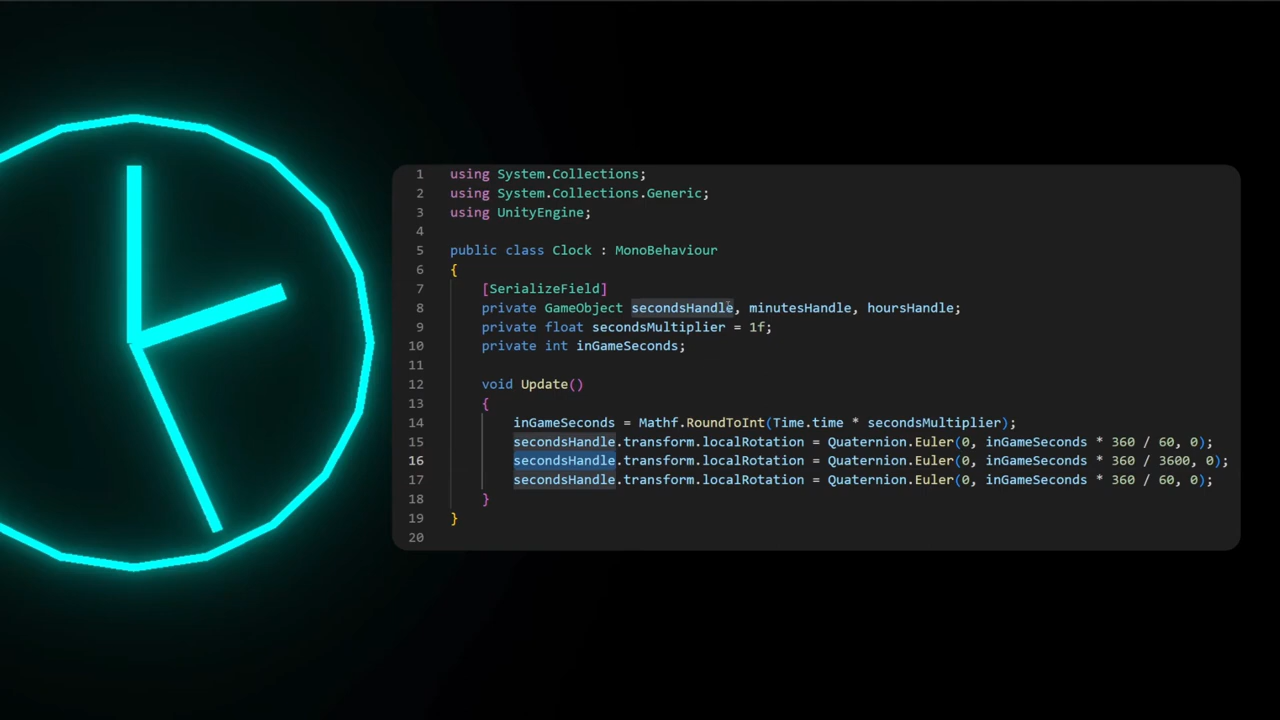 1 using System.Collections;
2 using System.Collections.Generic;
3 using UnityEngine;
4
5 public class Clock : MonoBehaviour
6 {
7 [SerializeField]
8 private GameObject secondsHandle, minutesHandle, hoursHandle;
9 private float secondsMultiplier = 1f;
10 private int inGameSeconds;
11
12 void Update()
13 {
14 inGameSeconds = Mathf.RoundToInt(Time.time * secondsMultiplier);
15 secondsHandle.transform.localRotation = Quaternion.Euler(0, inGameSeconds * 360 / 60, 0);
16 secondsHandle.transform.localRotation = Quaternion.Euler(0, inGameSeconds * 360 / 3600, 0);
17 secondsHandle.transform.localRotation = Quaternion.Euler(0, inGameSeconds * 360 / 60, 0);
18 }
19 }
20